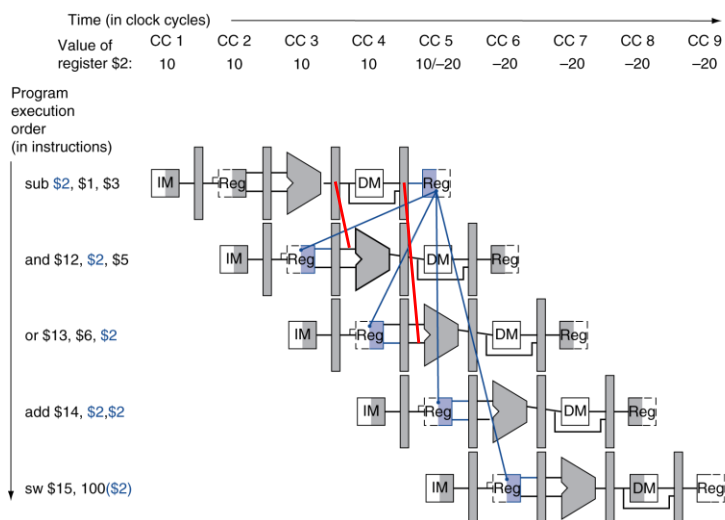 Time (in clock cycles)
Value of register $2:
CC 1 CC 2 CC 3 CC 4 CC 5 CC 6 CC 7 CC 8 CC 9
10 10 10 10 10/–20 –20 –20 –20 –20
Program
execution
order
(in instructions)
sub $2, $1, $3
IM Reg DM Reg
and $12, $2, $5
IM Reg DM Reg
or $13, $6, $2
IM Reg DM Reg
add $14, $2,$2
IM Reg DM Reg
sw $15, 100($2)
IM Reg DM Reg